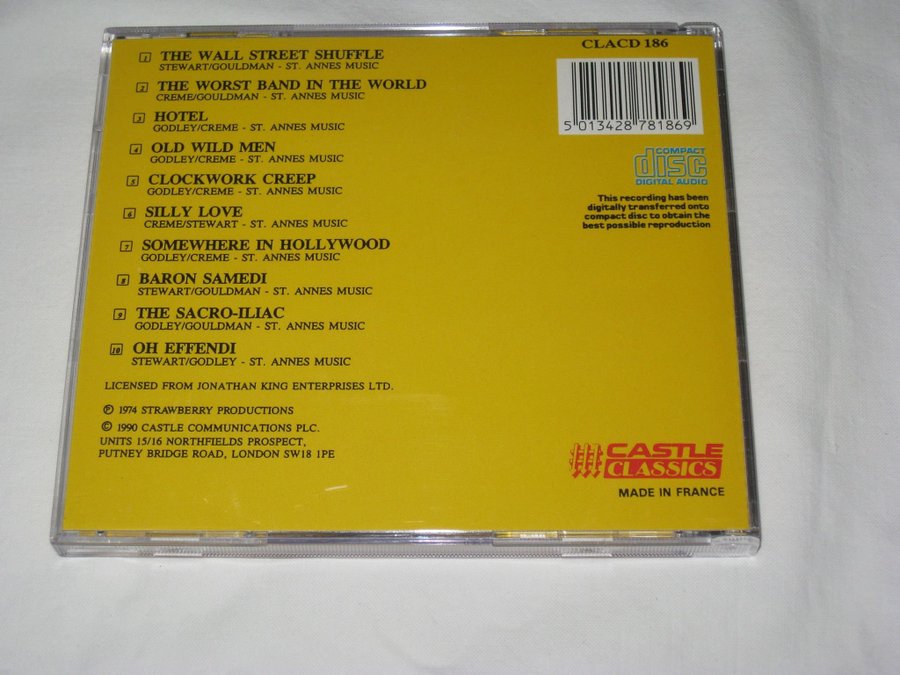 1 THE WALL STREET SHUFFLE
STEWART/GOULDMAN - ST. ANNES MUSIC
2 THE WORST BAND IN THE WORLD
CREME/GOULDMAN - ST. ANNES MUSIC
3 HOTEL
GODLEY/CREME - ST. ANNES MUSIC
4 OLD WILD MEN
GODLEY/CREME - ST. ANNES MUSIC
5 CLOCKWORK CREEP
GODLEY/CREME - ST. ANNES MUSIC
6 SILLY LOVE
CREME/STEWART - ST. ANNES MUSIC
7 SOMEWHERE IN HOLLYWOOD
GODLEY/CREME - ST. ANNES MUSIC
8 BARON SAMEDI
STEWART/GOULDMAN - ST. ANNES MUSIC
9 THE SACRO-ILIAC
GODLEY/GOULDMAN - ST. ANNES MUSIC
10 OH EFFENDI
STEWART/GODLEY - ST. ANNES MUSIC
LICENSED FROM JONATHAN KING ENTERPRISES LTD.
℗ 1974 STRAWBERRY PRODUCTIONS
© 1990 CASTLE COMMUNICATIONS PLC.
UNITS 15/16 NORTHFIELDS PROSPECT,
PUTNEY BRIDGE ROAD, LONDON SW18 1PE
CLACD 186
5 013428 781869
COMPACT
disc
DIGITAL AUDIO
This recording has been
digitally transferred onto
compact disc to obtain the
best possible reproduction
CASTLE
CLASSICS
MADE IN FRANCE